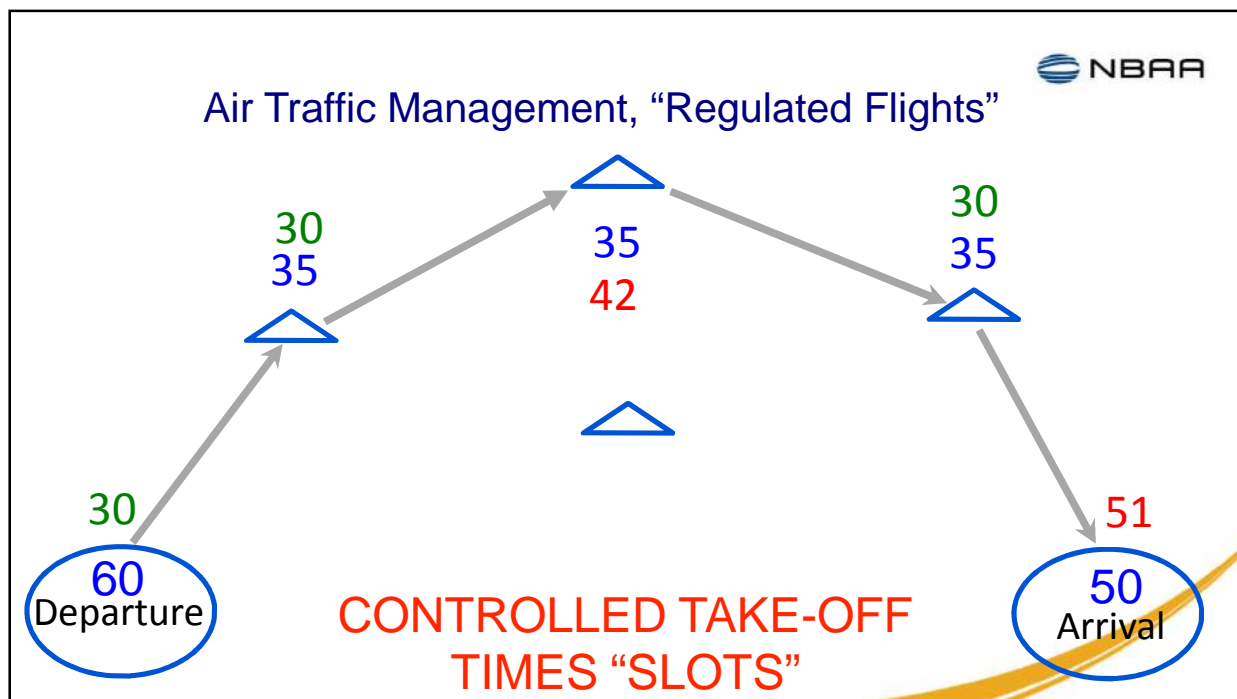 NBAA
Air Traffic Management, “Regulated Flights”
30
35
35
42
30
35
30
60
Departure
51
50
Arrival
CONTROLLED TAKE-OFF
TIMES “SLOTS”